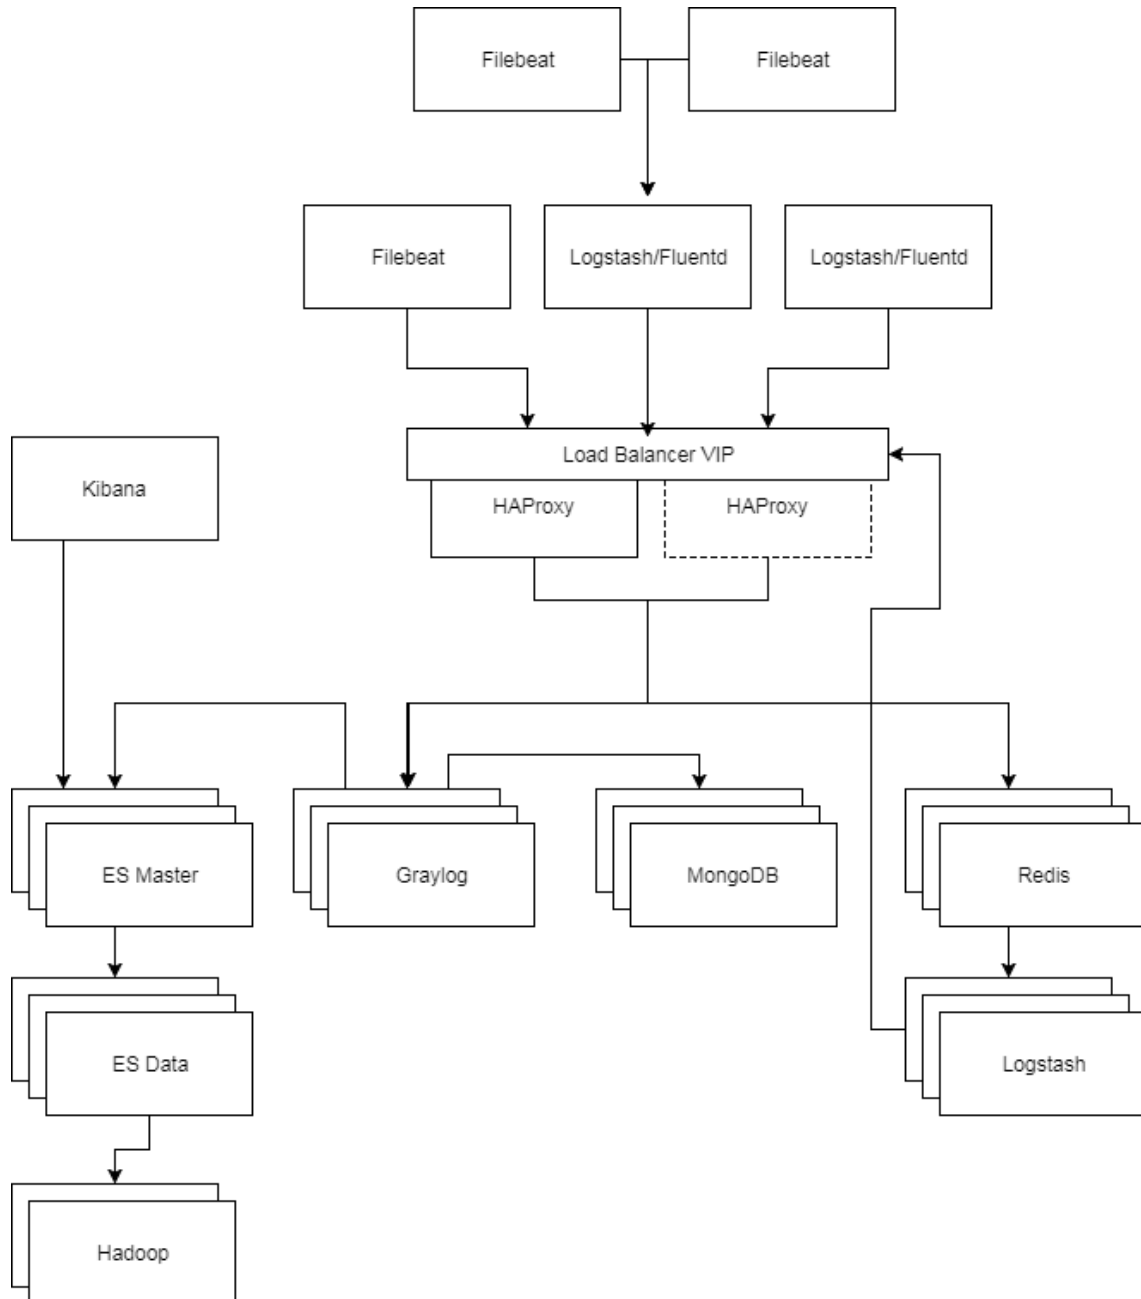 Filebeat
Filebeat
Filebeat
Logstash/Fluentd
Logstash/Fluentd
Load Balancer VIP
Kibana
HAProxy
HAProxy
ES Master
Graylog
MongoDB
Redis
ES Data
Logstash
Hadoop